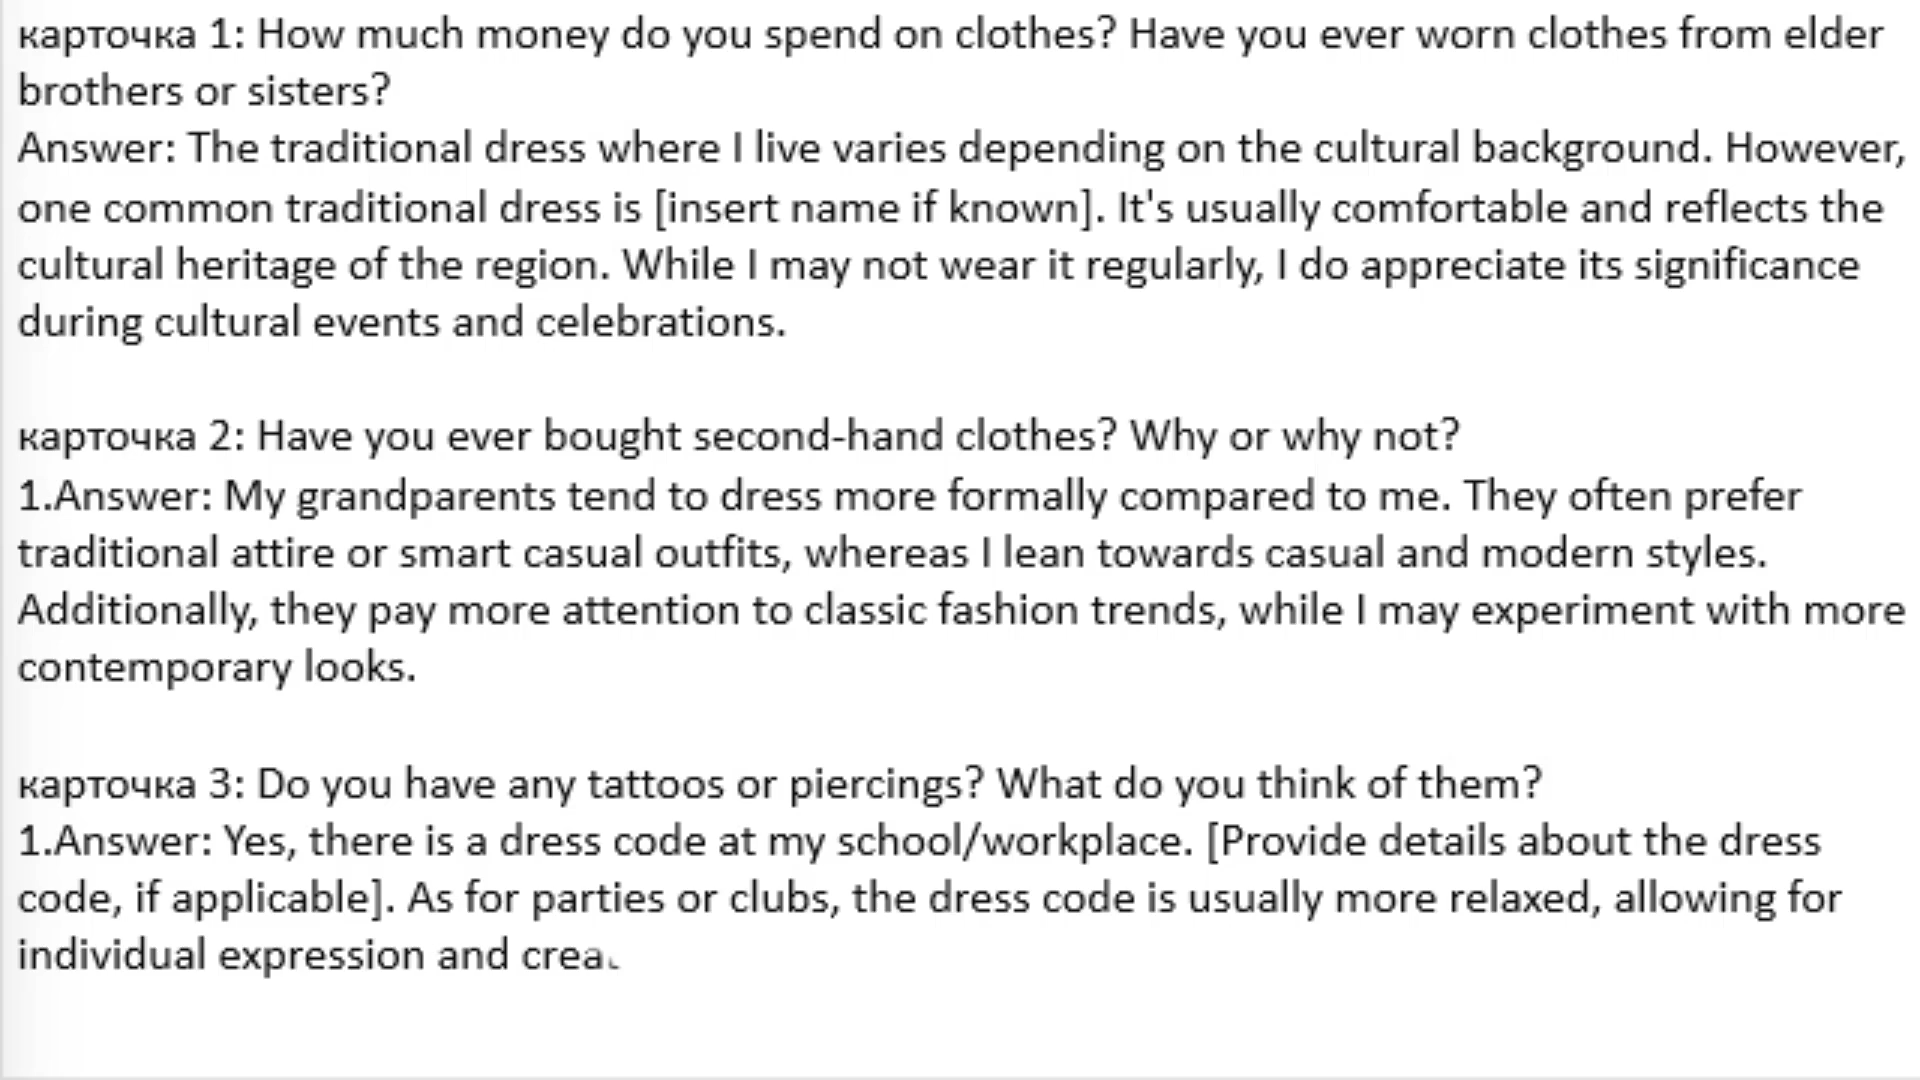 карточка 1: How much money do you spend on clothes? Have you ever worn clothes from elder
brothers or sisters?
Answer: The traditional dress where I live varies depending on the cultural background. However,
one common traditional dress is [insert name if known]. It's usually comfortable and reflects the
cultural heritage of the region. While I may not wear it regularly, I do appreciate its significance
during cultural events and celebrations.
карточка 2: Have you ever bought second-hand clothes? Why or why not?
1.Answer: My grandparents tend to dress more formally compared to me. They often prefer
traditional attire or smart casual outfits, whereas I lean towards casual and modern styles.
Additionally, they pay more attention to classic fashion trends, while I may experiment with more
contemporary looks.
карточка 3: Do you have any tattoos or piercings? What do you think of them?
1.Answer: Yes, there is a dress code at my school/workplace. [Provide details about the dress
code, if applicable]. As for parties or clubs, the dress code is usually more relaxed, allowing for
individual expression and